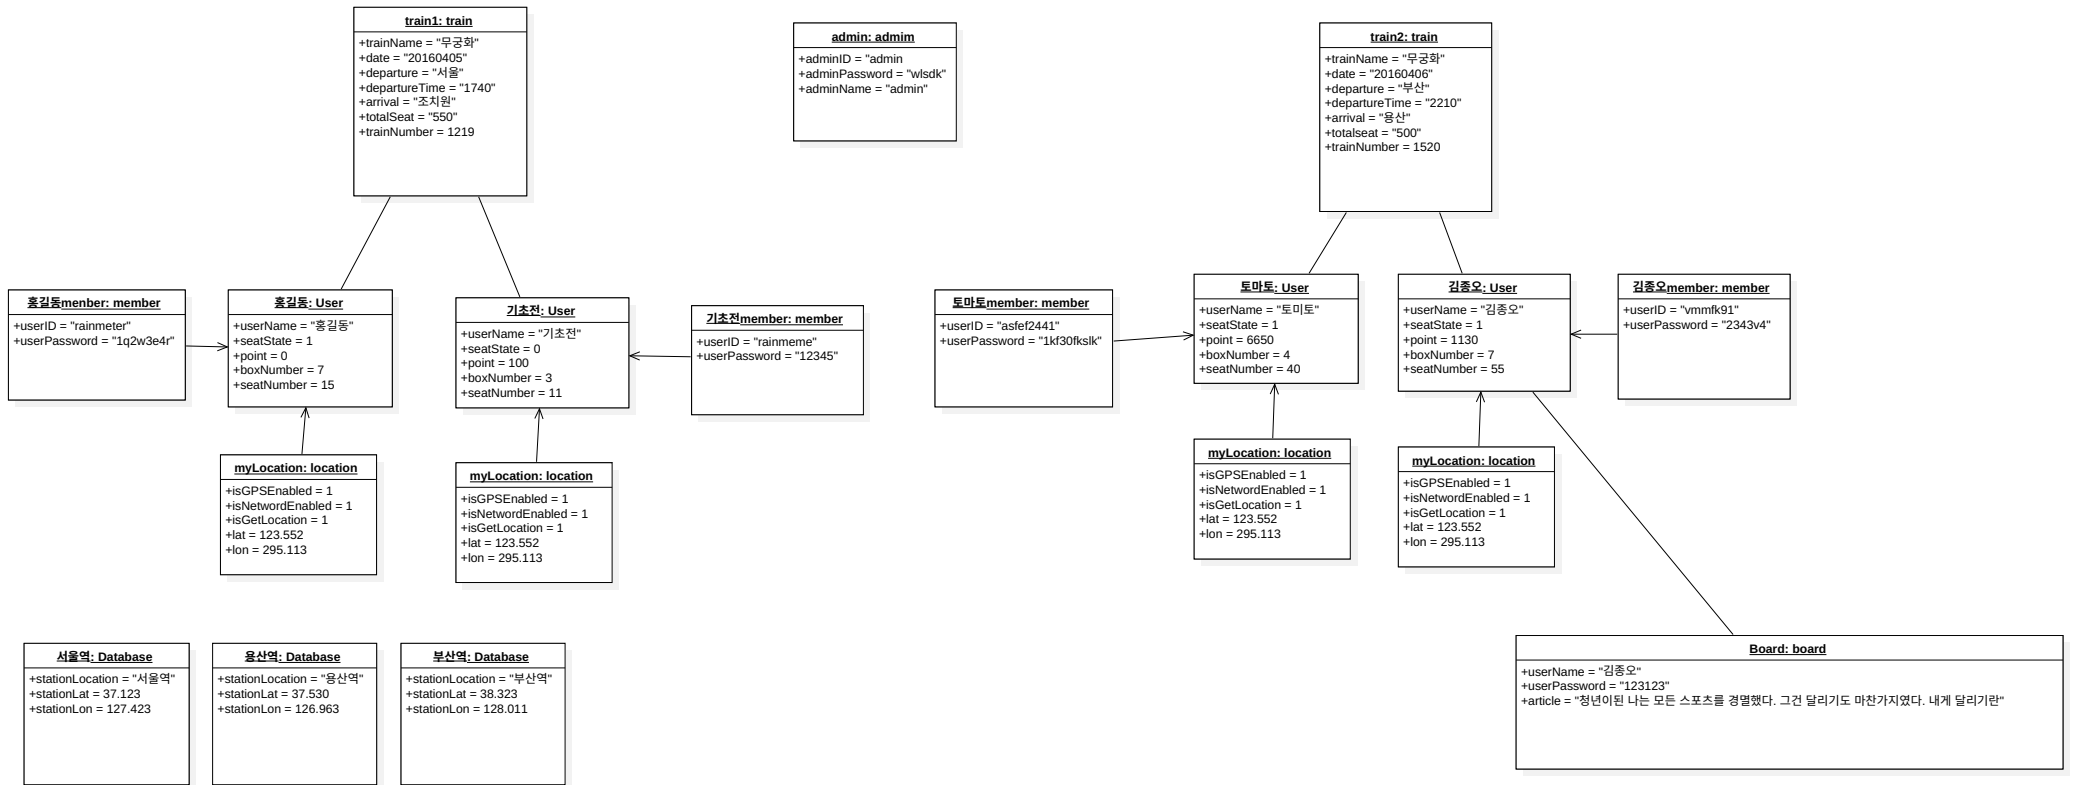 train1: train
+trainName = "무궁화"
+date = "20160405"
+departure = "서울"
+departureTime = "1740"
+arrival = "조치원"
+totalSeat = "550"
+trainNumber = 1219
admin: admim
+adminID = "admin
+adminPassword = "wlsdk"
+adminName = "admin"
train2: train
+trainName = "무궁화"
+date = "20160406"
+departure = "부산"
+departureTime = "2210"
+arrival = "용산"
+totalseat = "500"
+trainNumber = 1520
홍길동menber: member
+userID = "rainmeter"
+userPassword = "1q2w3e4r"
홍길동: User
+userName = "홍길동"
+seatState = 1
+point = 0
+boxNumber = 7
+seatNumber = 15
기초전: User
+userName = "기초전"
+seatState = 0
+point = 100
+boxNumber = 3
+seatNumber = 11
기초전member: member
+userID = "rainmeme"
+userPassword = "12345"
토마토member: member
+userID = "asfef2441"
+userPassword = "1kf30fkslk"
토마토: User
+userName = "토미토"
+seatState = 1
+point = 6650
+boxNumber = 4
+seatNumber = 40
김종오: User
+userName = "김종오"
+seatState = 1
+point = 1130
+boxNumber = 7
+seatNumber = 55
김종오member: member
+userID = "vmmfk91"
+userPassword = "2343v4"
myLocation: location
+isGPSEnabled = 1
+isNetwordEnabled = 1
+isGetLocation = 1
+lat = 123.552
+lon = 295.113
myLocation: location
+isGPSEnabled = 1
+isNetwordEnabled = 1
+isGetLocation = 1
+lat = 123.552
+lon = 295.113
myLocation: location
+isGPSEnabled = 1
+isNetwordEnabled = 1
+isGetLocation = 1
+lat = 123.552
+lon = 295.113
myLocation: location
+isGPSEnabled = 1
+isNetwordEnabled = 1
+isGetLocation = 1
+lat = 123.552
+lon = 295.113
서울역: Database
+stationLocation = "서울역"
+stationLat = 37.123
+stationLon = 127.423
용산역: Database
+stationLocation = "용산역"
+stationLat = 37.530
+stationLon = 126.963
부산역: Database
+stationLocation = "부산역"
+stationLat = 38.323
+stationLon = 128.011
Board: board
+userName = "김종오"
+userPassword = "123123"
+article = "청년이된 나는 모든 스포츠를 경멸했다. 그건 달리기도 마찬가지였다. 내게 달리기란"